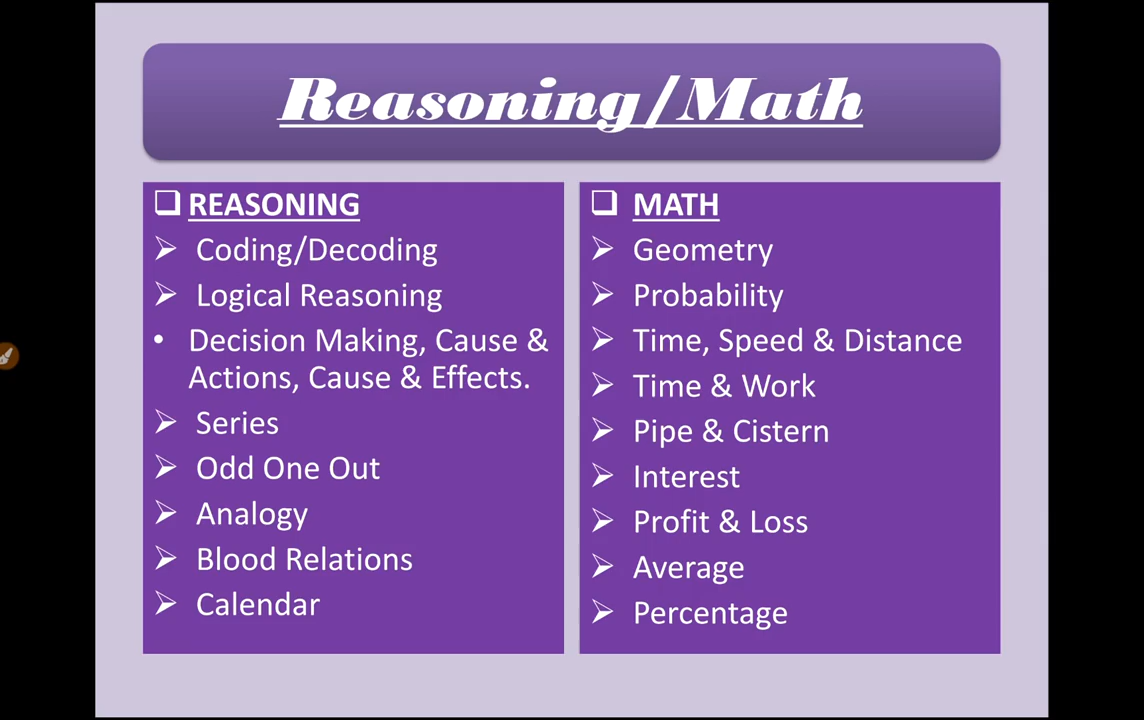 Reasoning/Math
REASONING
Coding/Decoding
Logical Reasoning
Decision Making, Cause &
Actions, Cause & Effects.
Series
Odd One Out
Analogy
Blood Relations
Calendar
MATH
Geometry
Probability
Time, Speed & Distance
Time & Work
Pipe & Cistern
Interest
Profit & Loss
Average
Percentage